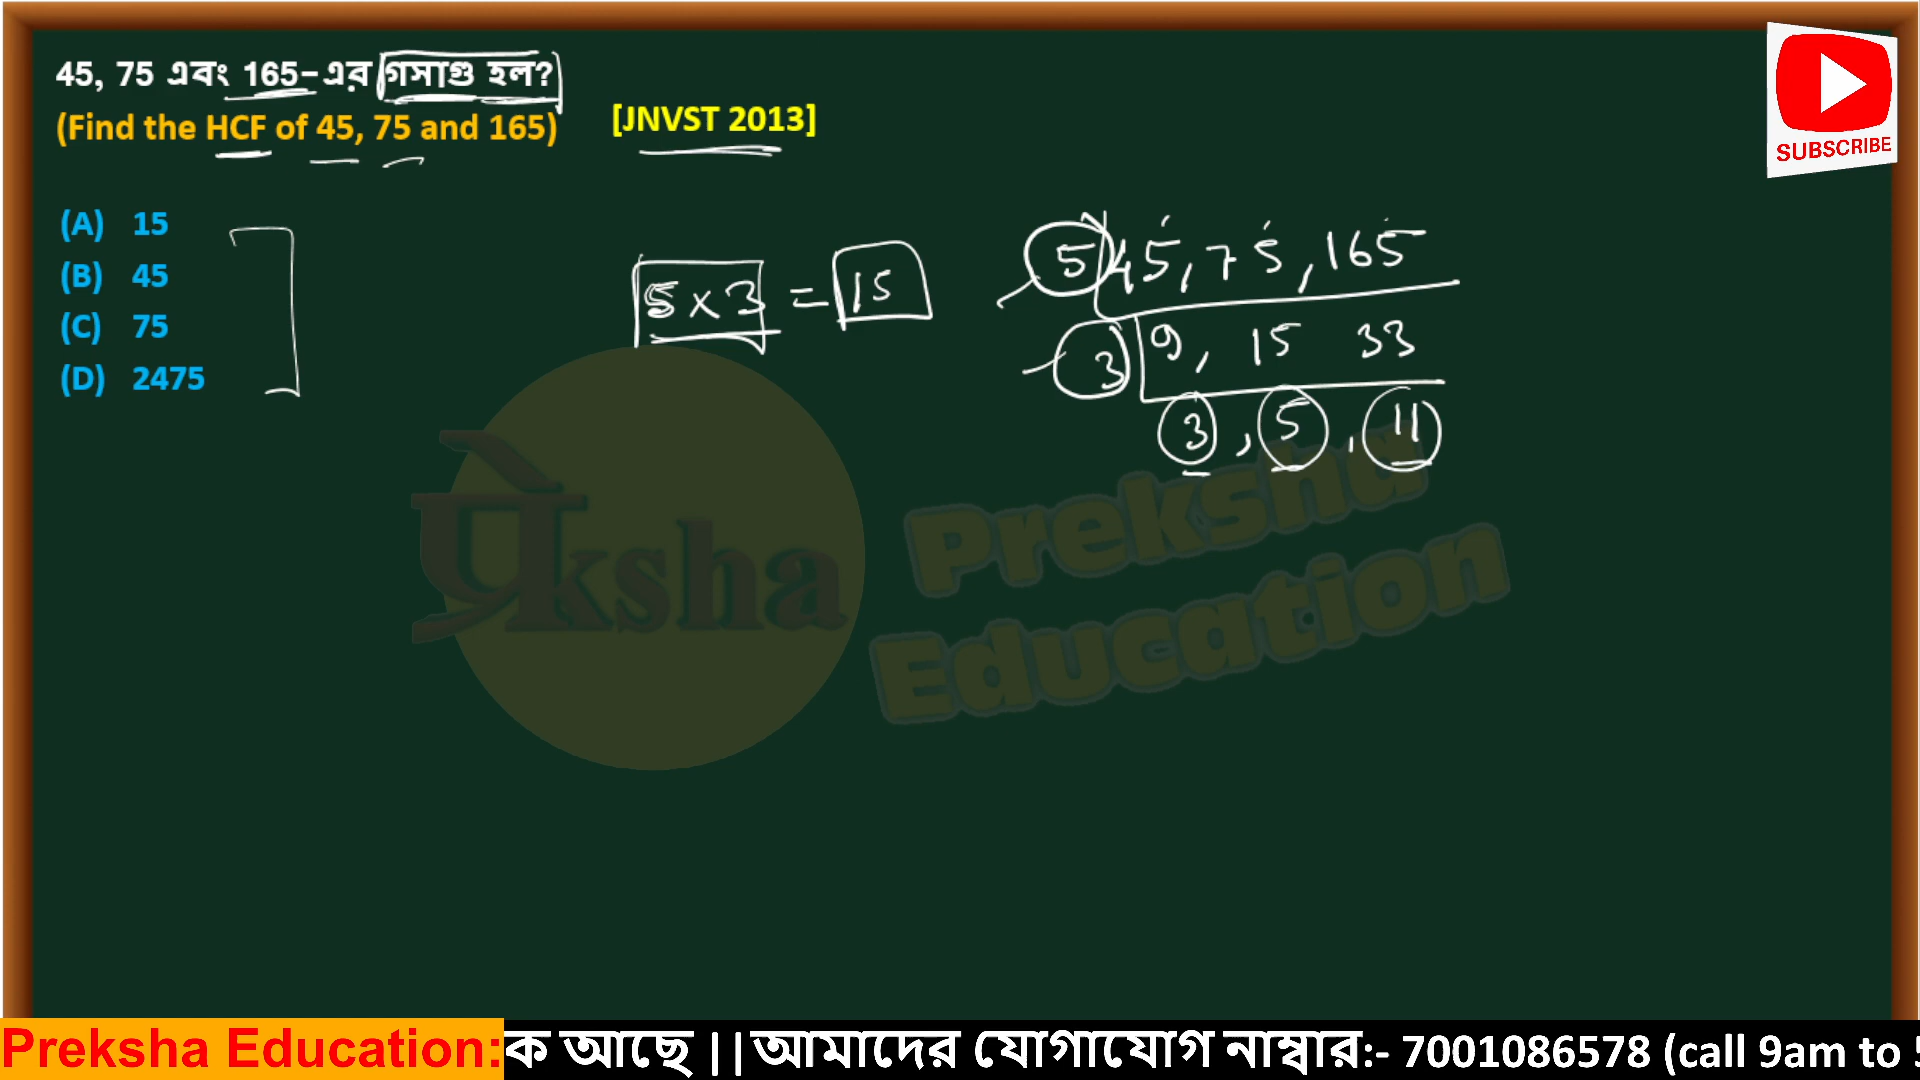 45, 75 এবং 165-এর গসাগু হল?
(Find the HCF of 45, 75 and 165)
[JNVST 2013]
SUBSCRIBE
(A) 15
(B) 45
(C) 75
(D) 2475
5 × 3 = 15
5 45, 75, 165
3 9, 15 33
3, 5, 11
प्रेksha
Preksha
Education
Preksha Education: ক আছে ||আমাদের যোগাযোগ নাম্বার:- 7001086578 (call 9am to 5